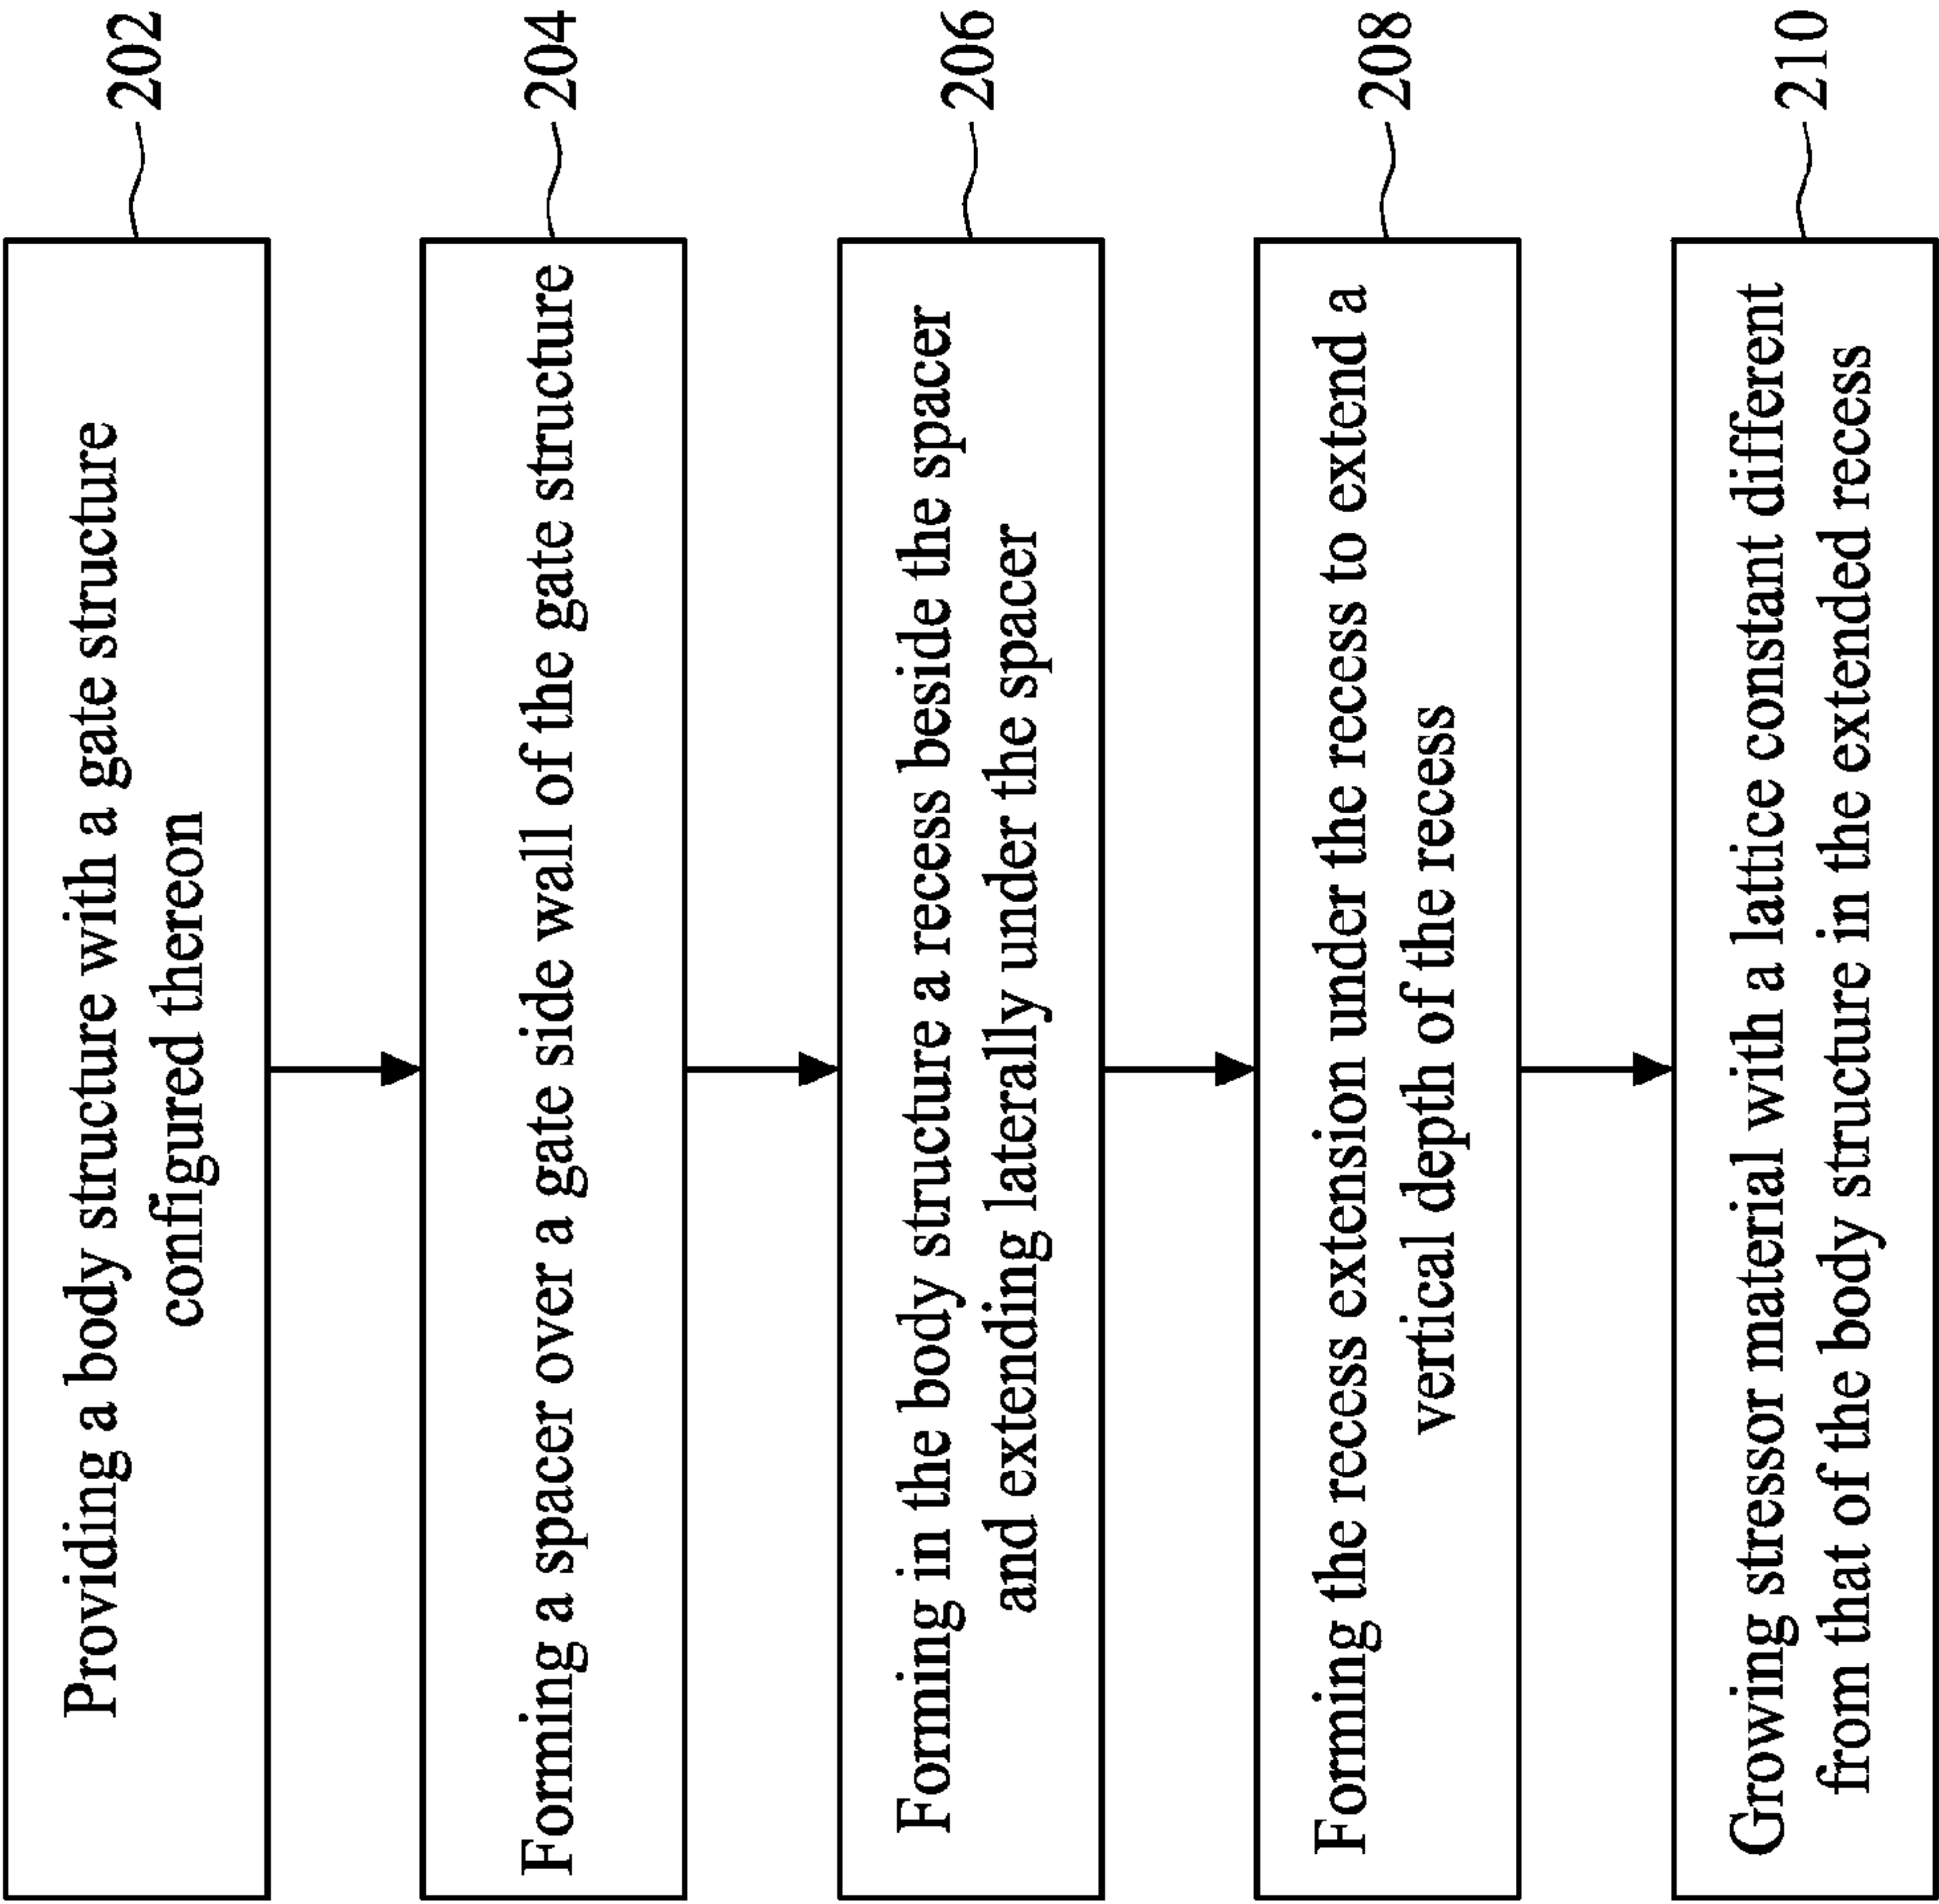 Providing a body structure with a gate structure
configured thereon
202
Forming a spacer over a gate side wall of the gate structure
204
Forming in the body structure a recess beside the spacer
and extending laterally under the spacer
206
Forming the recess extension under the recess to extend a
vertical depth of the recess
208
Growing stressor material with a lattice constant different
from that of the body structure in the extended recess
210